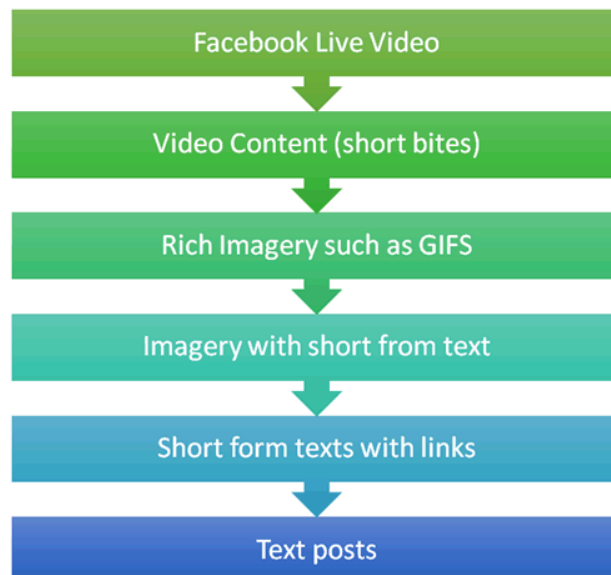 Facebook Live Video
Video Content (short bites)
Rich Imagery such as GIFS
Imagery with short from text
Short form texts with links
Text posts